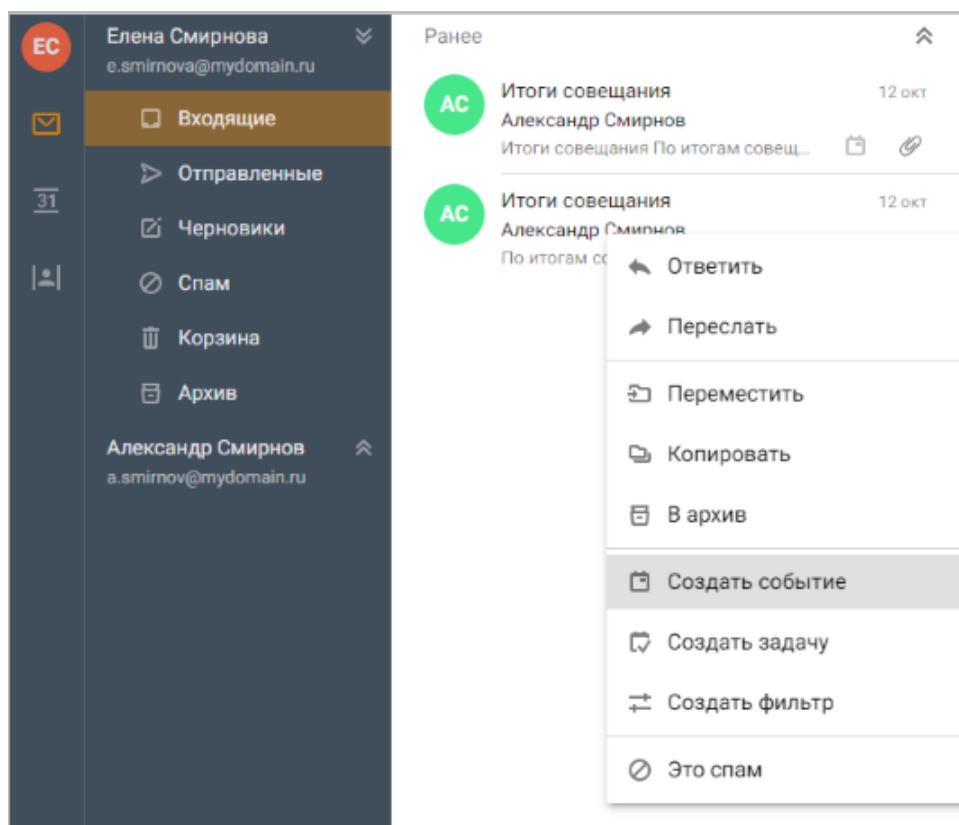 ЕС
Елена Смирнова
e.smirnova@mydomain.ru
Входящие
Отправленные
31
Черновики
Спам
Корзина
Архив
Александр Смирнов
a.smirnov@mydomain.ru
Ранее
АС
Итоги совещания
12 окт
Александр Смирнов
Итоги совещания По итогам совещ...
АС
Итоги совещания
12 окт
Александр Смирнов
По итогам со
Ответить
Переслать
Переместить
Копировать
В архив
Создать событие
Создать задачу
Создать фильтр
Это спам